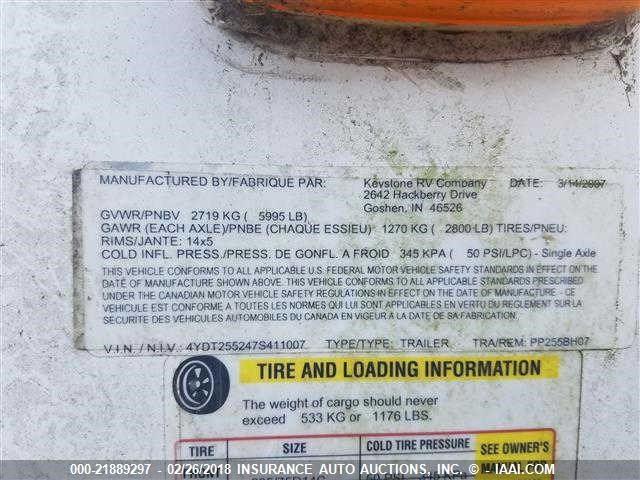 MANUFACTURED BY/FABRIQUE PAR: Keystone RV Company DATE: 3/14/2007
2642 Hackberry Drive
GVWR/PNBV 2719 KG ( 5995 LB) Goshen, IN 46526
GAWR (EACH AXLE)/PNBE (CHAQUE ESSIEU) 1270 KG ( 2800 LB) TIRES/PNEU:
RIMS/JANTE: 14x5
COLD INFL. PRESS./PRESS. DE GONFL. A FROID 345 KPA ( 50 PSI/LPC) - Single Axle
THIS VEHICLE CONFORMS TO ALL APPLICABLE U.S. FEDERAL MOTOR VEHICLE SAFETY STANDARDS IN EFFECT ON THE
DATE OF MANUFACTURE SHOWN ABOVE. THIS VEHICLE CONFORMS TO ALL APPLICABLE STANDARDS PRESCRIBED
UNDER THE CANADIAN MOTOR VEHICLE SAFETY REGULATIONS IN EFFECT ON THE DATE OF MANUFACTURE - CE
VEHICULE EST CONFORME A TOUTES LES NORMES QUI LUI SONT APPLICABLES EN VERTU DU REGLEMENT SUR LA
SECURITE DES VEHICULES AUTOMOBILES DU CANADA EN VIGUEUR A LA DATE DE SA FABRICATION.
V.I.N. / N.I.V.: 4YDT255247S411007 TYPE/TYPE: TRAILER TRA/REM: PP255BH07
TIRE AND LOADING INFORMATION
The weight of cargo should never
exceed 533 KG or 1176 LBS.
TIRE SIZE COLD TIRE PRESSURE SEE OWNER'S
000-21889297 - 02/26/2018 INSURANCE AUTO AUCTIONS, INC. - © WWW.IAAI.COM